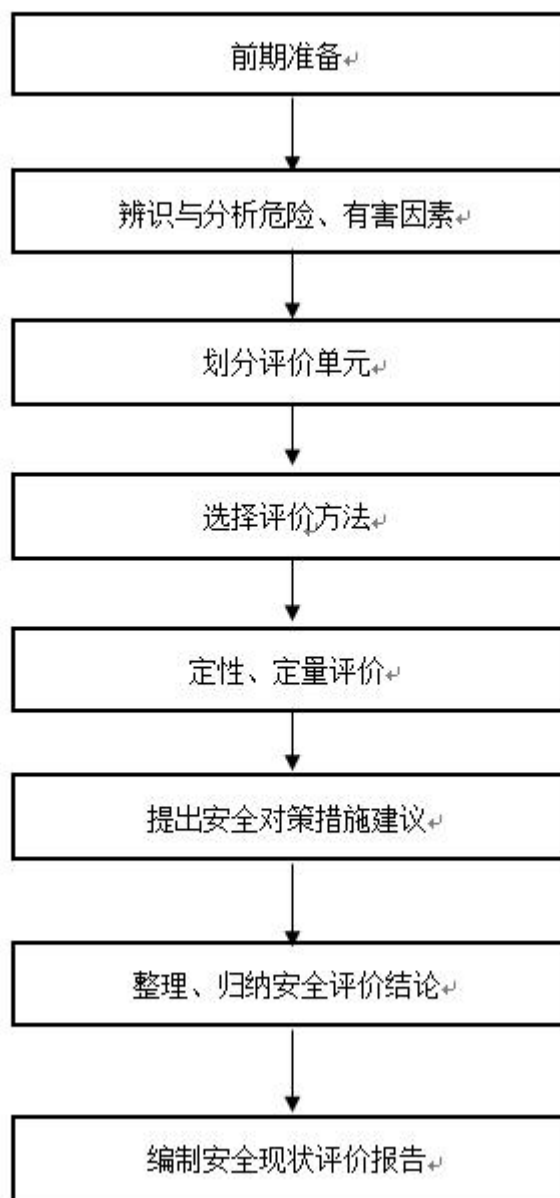 前期准备
辨识与分析危险、有害因素
划分评价单元
选择评价方法
定性、定量评价
提出安全对策措施建议
整理、归纳安全评价结论
编制安全现状评价报告